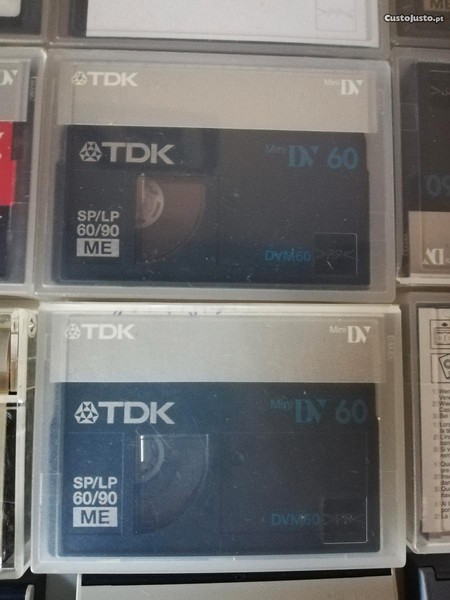 CustoJusto.pt
ME
TDK
Mini DV
TDK
Mini DV 60
SP/LP
60/90
ME
DVM60
TDK
Mini DV
TDK
Mini DV 60
SP/LP
60/90
ME
DVM60